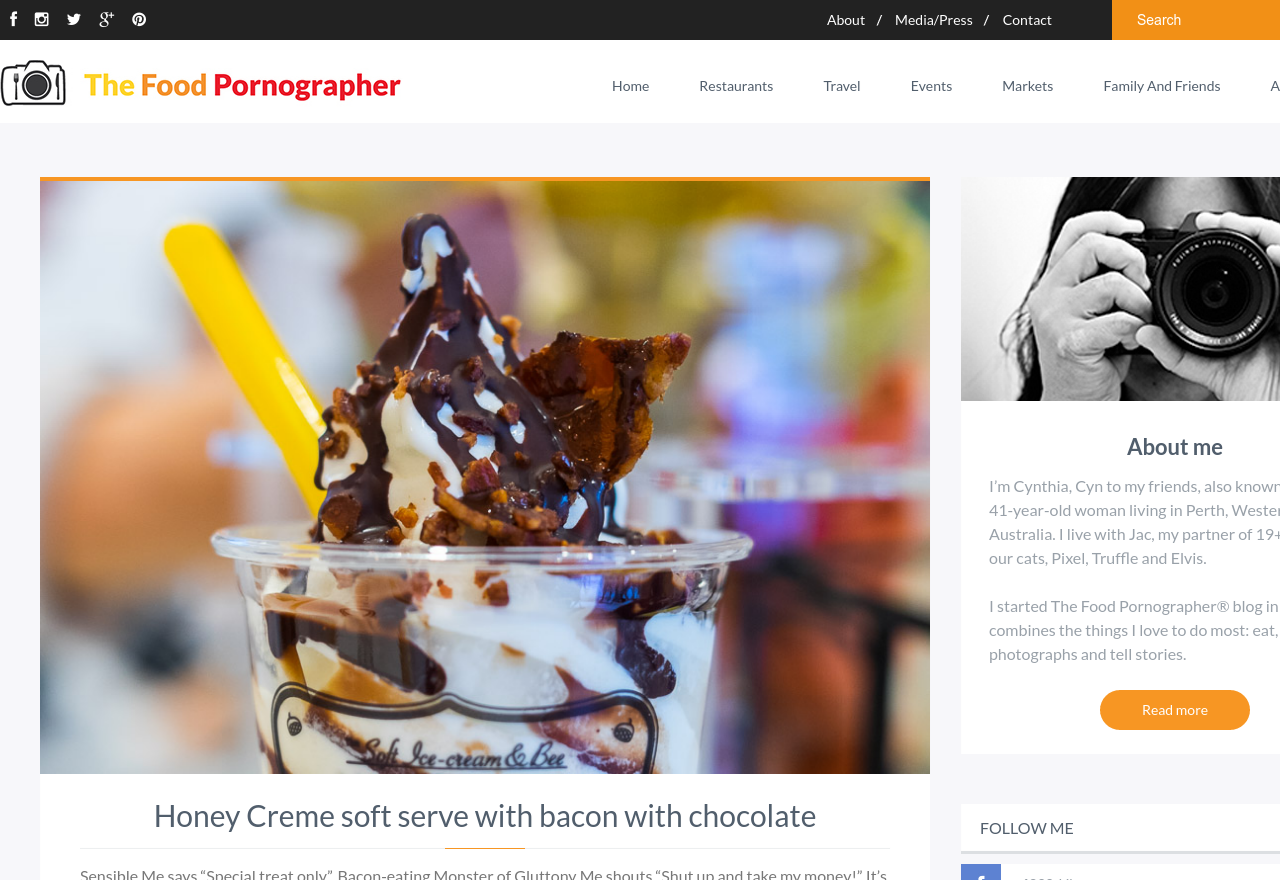 About / Media/Press / Contact
Search
The Food Pornographer
Home Restaurants Travel Events Markets Family And Friends A
Soft Ice-cream & Bee
Honey Creme soft serve with bacon with chocolate
Sensible Me says “Special treat only”. Bacon-eating Monster of Gluttony Me shouts “Shut up and take my money!” It’s
About me
I’m Cynthia, Cyn to my friends, also known
41-year-old woman living in Perth, Wester
Australia. I live with Jac, my partner of 19+
our cats, Pixel, Truffle and Elvis.
I started The Food Pornographer® blog in
combines the things I love to do most: eat,
photographs and tell stories.
Read more
FOLLOW ME